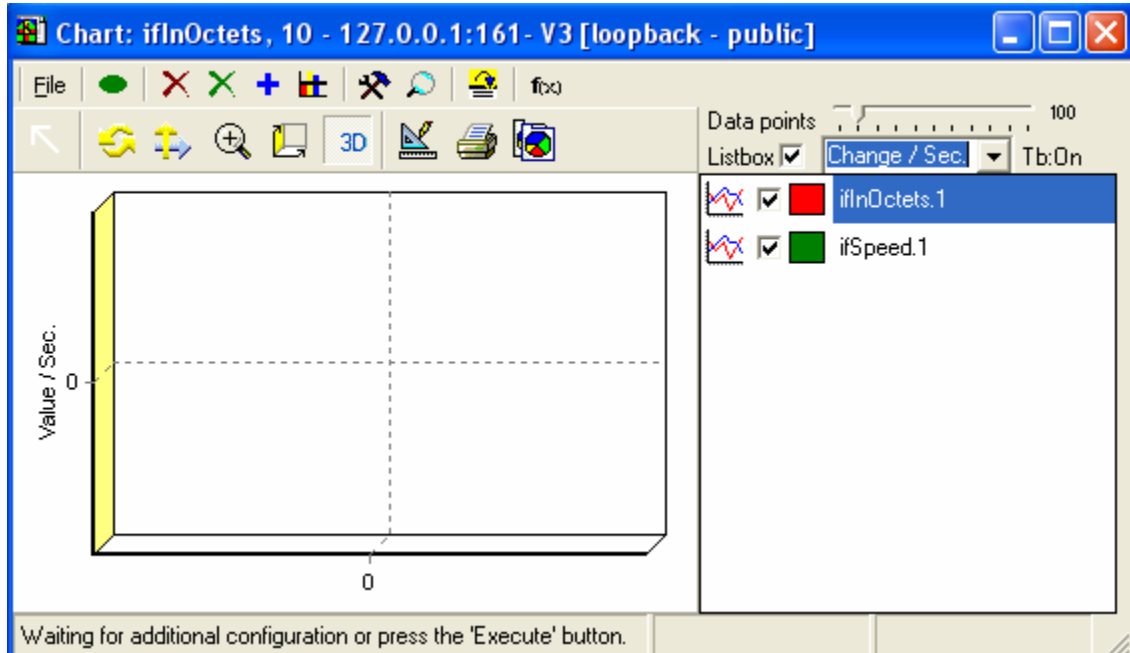 Chart: ifInOctets, 10 - 127.0.0.1:161- V3 [loopback - public]
File
f(x)
3D
Data points
100
Listbox
Change / Sec.
Tb:On
ifInOctets.1
ifSpeed.1
Value / Sec.
0
0
Waiting for additional configuration or press the 'Execute' button.